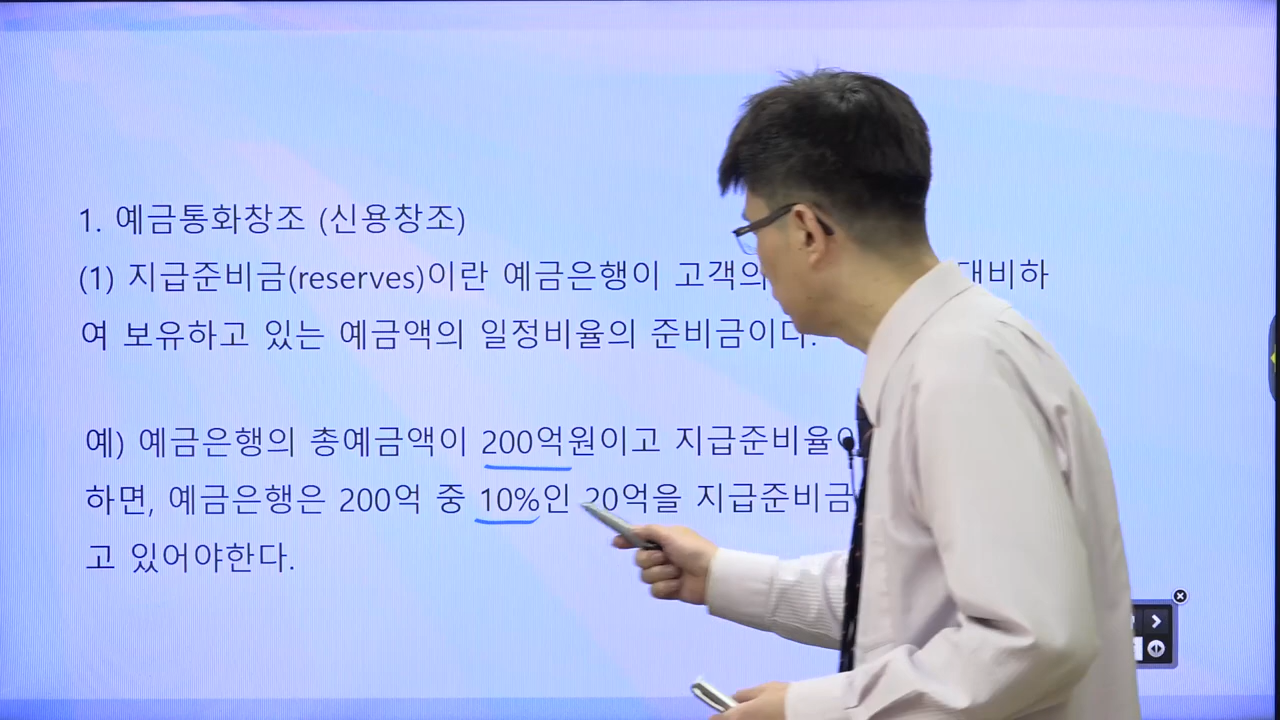 1. 예금통화창조 (신용창조)
(1) 지급준비금(reserves)이란 예금은행이 고객의 대비하
여 보유하고 있는 예금액의 일정비율의 준비금이다.
예) 예금은행의 총예금액이 200억원이고 지급준비율이
하면, 예금은행은 200억 중 10%인 20억을 지급준비금
고 있어야한다.